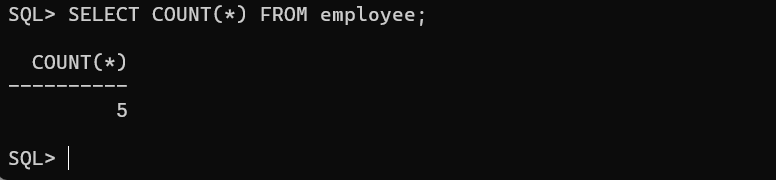 SQL> SELECT COUNT(*) FROM employee;
COUNT(*)
----------
5
SQL>